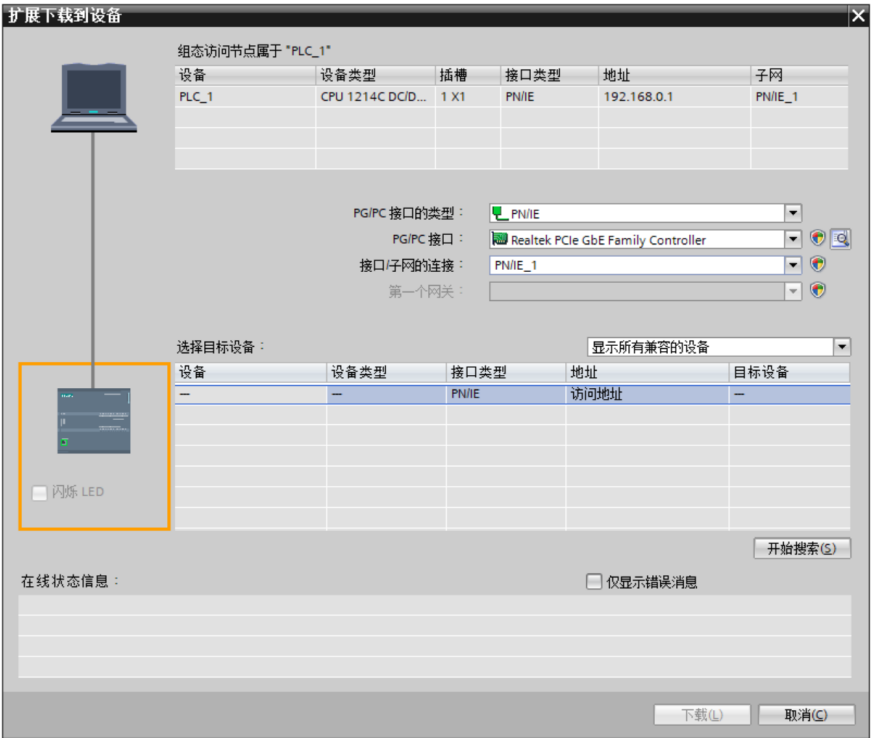 扩展下载到设备
组态访问节点属于 "PLC_1"
设备 设备类型 插槽 接口类型 地址 子网
PLC_1 CPU 1214C DC/D... 1 X1 PN/IE 192.168.0.1 PN/IE_1
PG/PC 接口的类型： PN/IE
PG/PC 接口： Realtek PCIe GbE Family Controller
接口/子网的连接： PN/IE_1
第一个网关：
选择目标设备： 显示所有兼容的设备
设备 设备类型 接口类型 地址 目标设备
— — PN/IE 访问地址 —
闪烁 LED
开始搜索(S)
在线状态信息： 仅显示错误消息
下载(L) 取消(C)